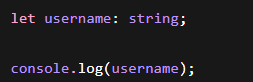 let username: string;
console.log(username);